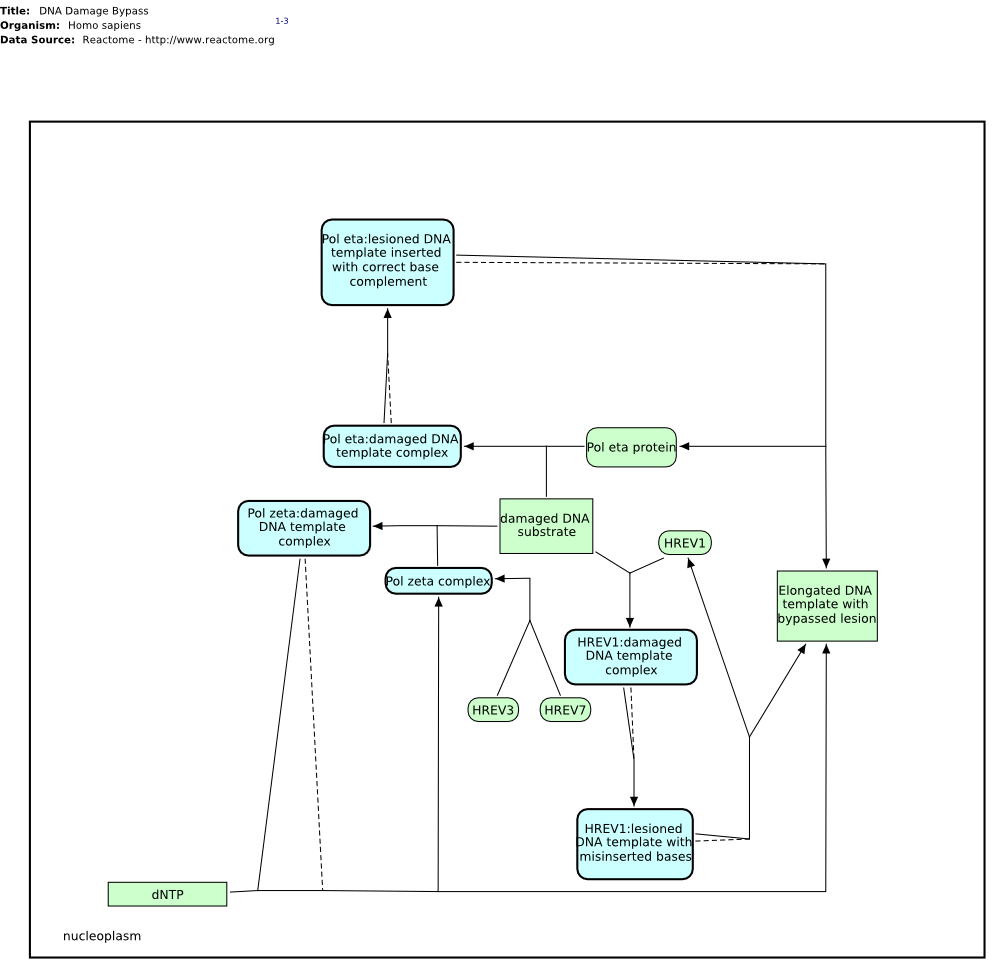 Title: DNA Damage Bypass
Organism: Homo sapiens
1-3
Data Source: Reactome - http://www.reactome.org
Pol eta:lesioned DNA
template inserted
with correct base
complement
Pol eta:damaged DNA
template complex
Pol eta protein
Pol zeta:damaged
DNA template
complex
damaged DNA
substrate
HREV1
Pol zeta complex
Elongated DNA
template with
bypassed lesion
HREV1:damaged
DNA template
complex
HREV3
HREV7
HREV1:lesioned
DNA template with
misinserted bases
dNTP
nucleoplasm